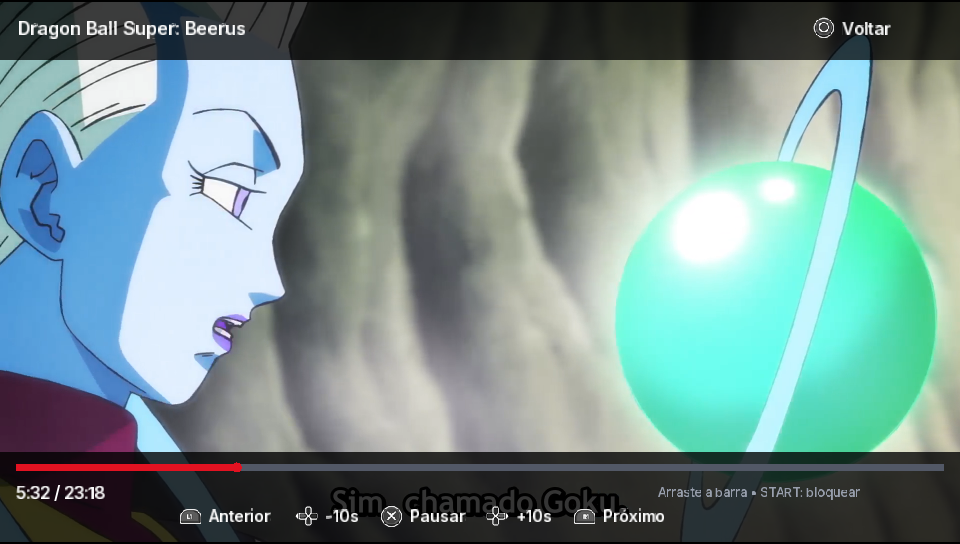 Dragon Ball Super: Beerus
Voltar
5:32 / 23:18
Sim, chamado Goku.
Arraste a barra • START: bloquear
Anterior
-10s
Pausar
+10s
Próximo